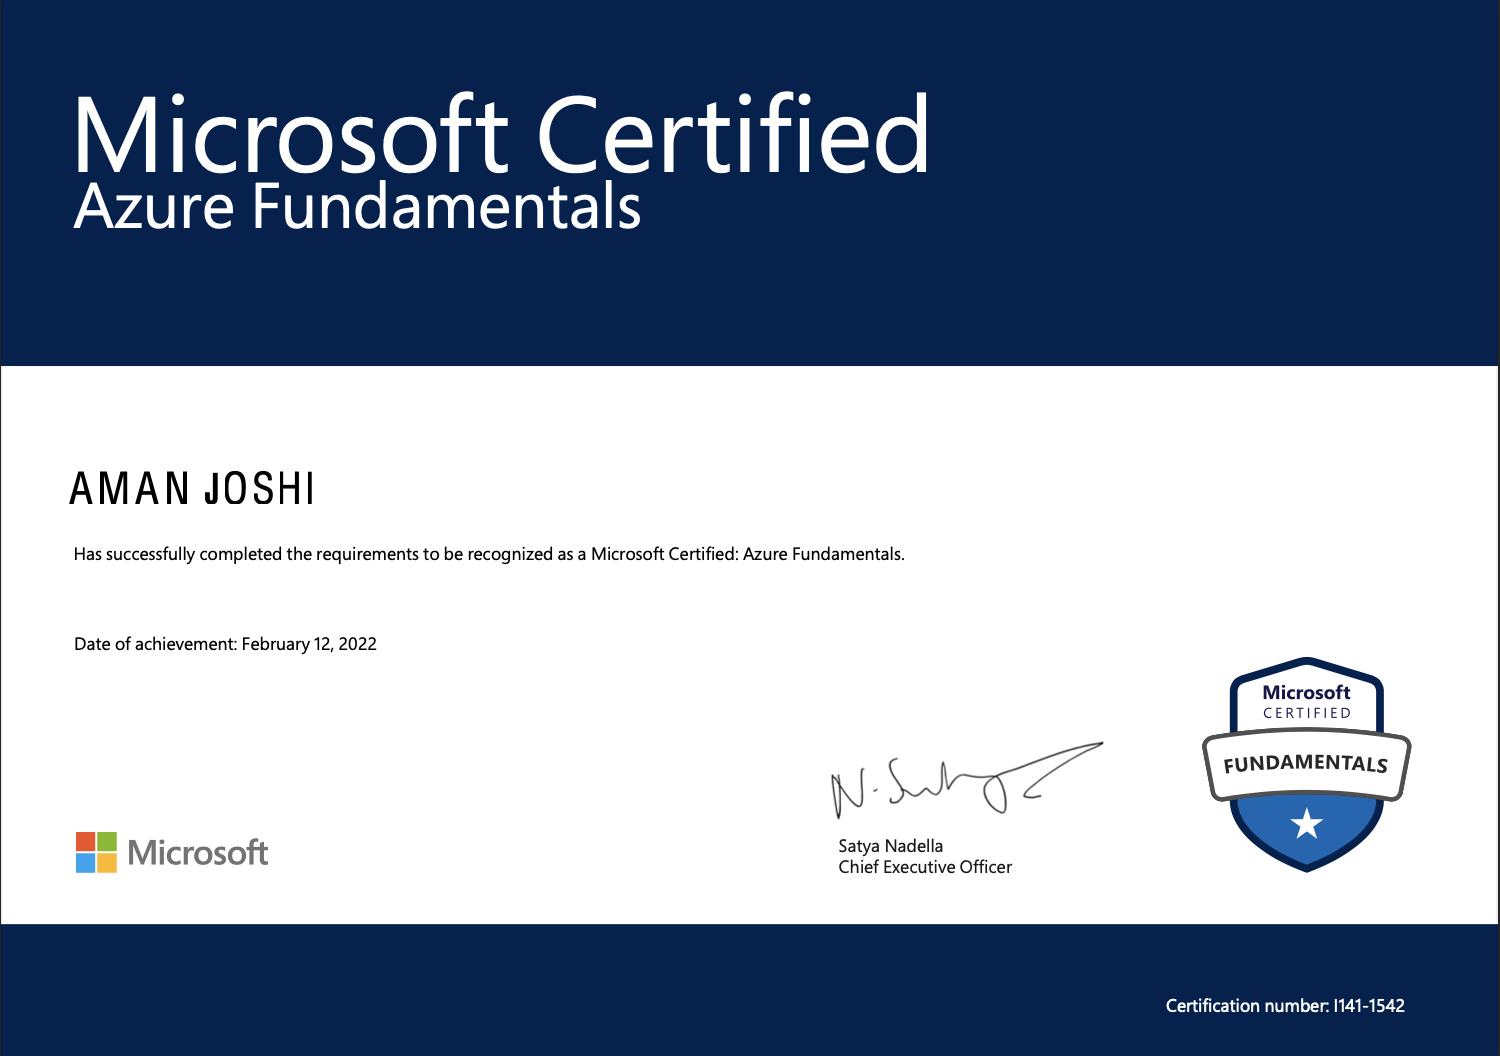 Microsoft Certified
Azure Fundamentals
AMAN JOSHI
Has successfully completed the requirements to be recognized as a Microsoft Certified: Azure Fundamentals.
Date of achievement: February 12, 2022
Microsoft
CERTIFIED
FUNDAMENTALS
N. Satya
Satya Nadella
Chief Executive Officer
Microsoft
Certification number: I141-1542